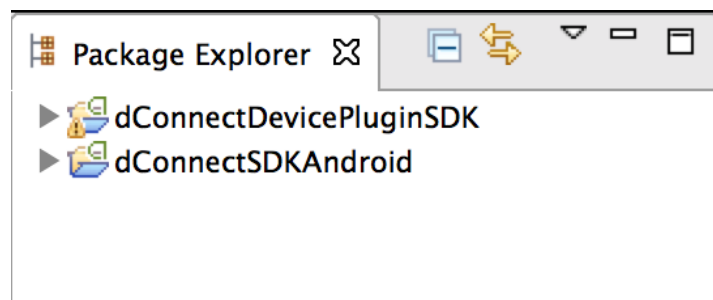 Package Explorer
dConnectDevicePluginSDK
dConnectSDKAndroid